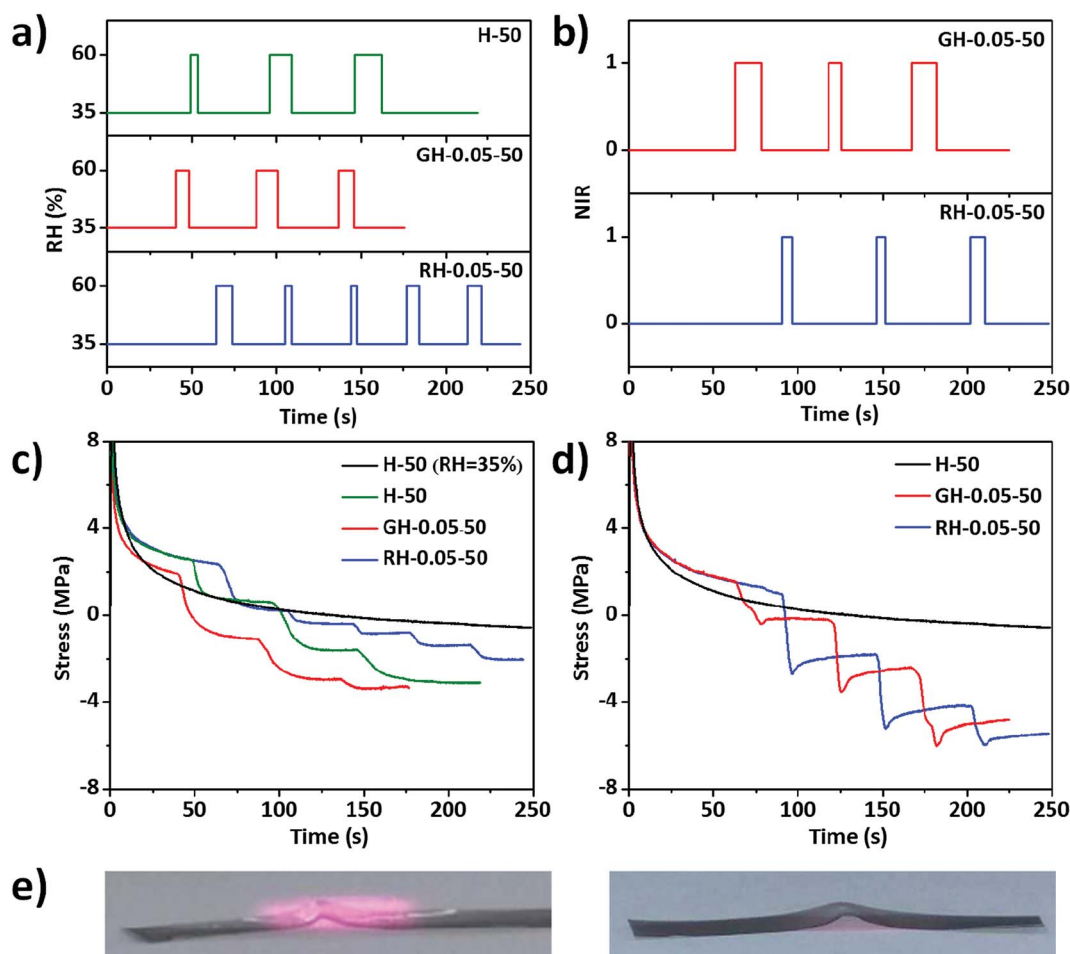 a)
H-50
60
35
GH-0.05-50
60
35
RH (%)
RH-0.05-50
60
35
0 50 100 150 200 250
Time (s)
b)
GH-0.05-50
1
0
NIR
RH-0.05-50
1
0
0 50 100 150 200 250
Time (s)
c)
8
4
0
-4
-8
Stress (MPa)
H-50 (RH=35%)
H-50
GH-0.05-50
RH-0.05-50
0 50 100 150 200 250
Time (s)
d)
8
4
0
-4
-8
Stress (MPa)
H-50
GH-0.05-50
RH-0.05-50
0 50 100 150 200 250
Time (s)
e)